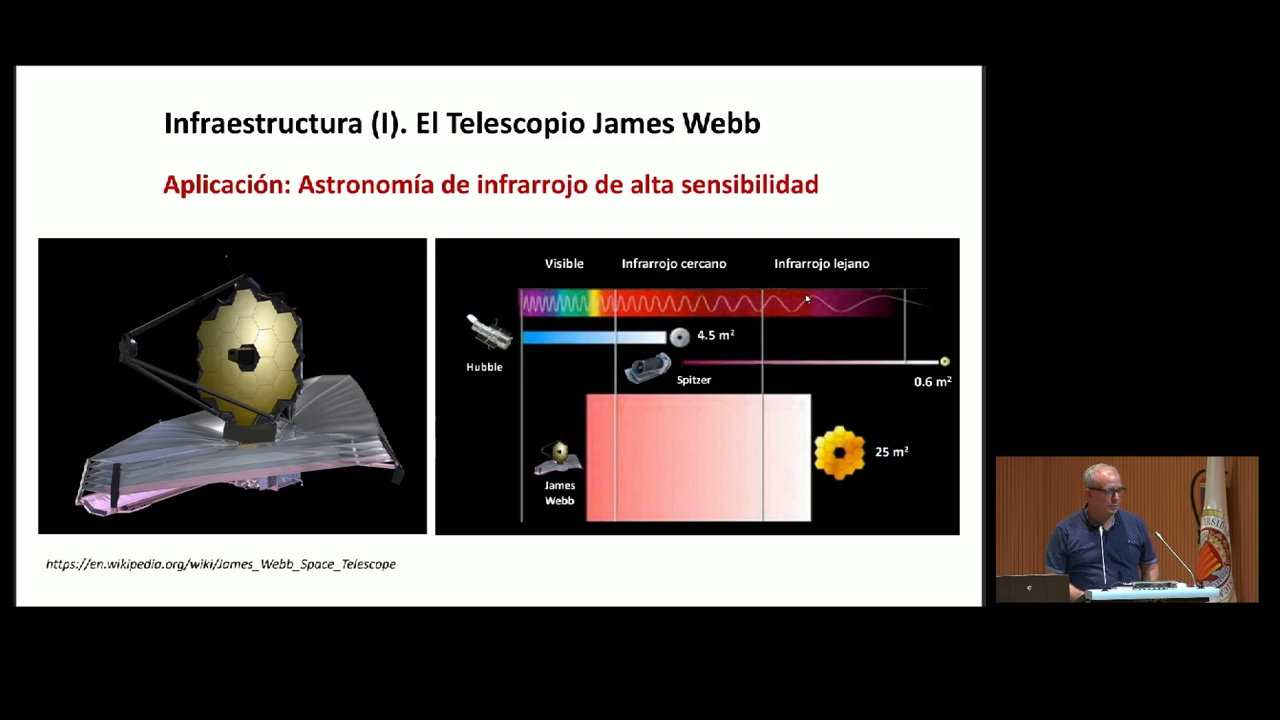 Infraestructura (I). El Telescopio James Webb
Aplicación: Astronomía de infrarrojo de alta sensibilidad
Visible
Infrarrojo cercano
Infrarrojo lejano
Hubble
4.5 m²
Spitzer
0.6 m²
James
Webb
25 m²
https://en.wikipedia.org/wiki/James_Webb_Space_Telescope